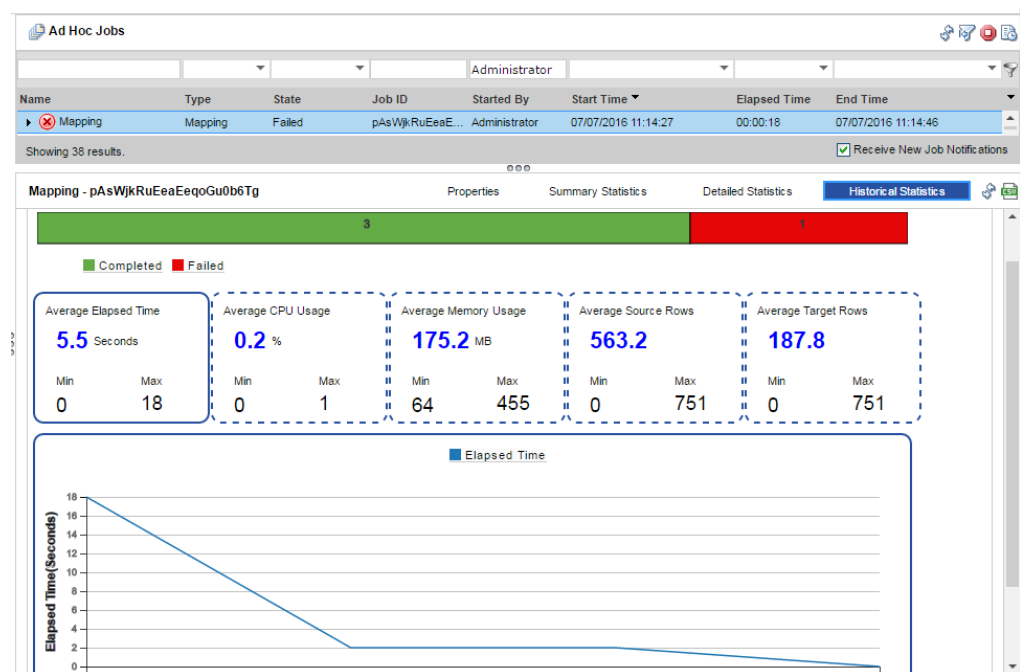 Ad Hoc Jobs
Administrator
Name Type State Job ID Started By Start Time Elapsed Time End Time
Mapping Mapping Failed pAsWjkRuEeaE... Administrator 07/07/2016 11:14:27 00:00:18 07/07/2016 11:14:46
Showing 38 results. Receive New Job Notifications
Mapping - pAsWjkRuEeaEeqoGu0b6Tg Properties Summary Statistics Detailed Statistics Historical Statistics
3 1
Completed Failed
Average Elapsed Time Average CPU Usage Average Memory Usage Average Source Rows Average Target Rows
5.5 Seconds 0.2 % 175.2 MB 563.2 187.8
Min Max Min Max Min Max Min Max Min Max
0 18 0 1 64 455 0 751 0 751
Elapsed Time
Elapsed Time(Seconds)
18
16
14
12
10
8
6
4
2
0